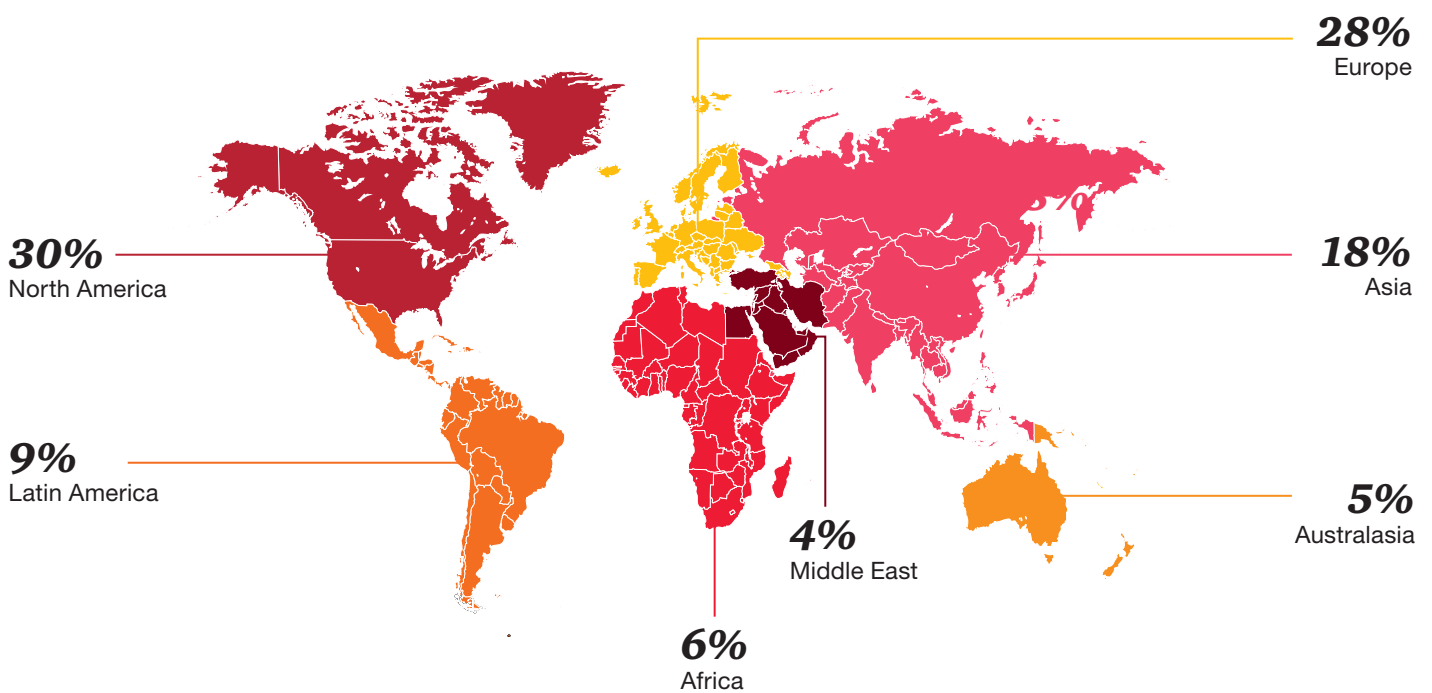 28%
Europe
30%
North America
18%
Asia
9%
Latin America
5%
Australasia
4%
Middle East
6%
Africa